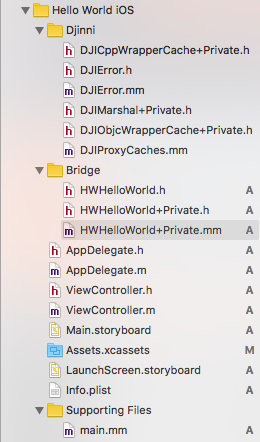 Hello World iOS
Djinni
h DJICppWrapperCache+Private.h
h DJIError.h
m DJIError.mm
h DJIMarshal+Private.h
h DJIObjcWrapperCache+Private.h
m DJIProxyCaches.mm
Bridge
h HWHelloWorld.h A
h HWHelloWorld+Private.h A
m HWHelloWorld+Private.mm A
h AppDelegate.h A
m AppDelegate.m A
h ViewController.h A
m ViewController.m A
Main.storyboard A
Assets.xcassets M
LaunchScreen.storyboard A
Info.plist A
Supporting Files
m main.mm A